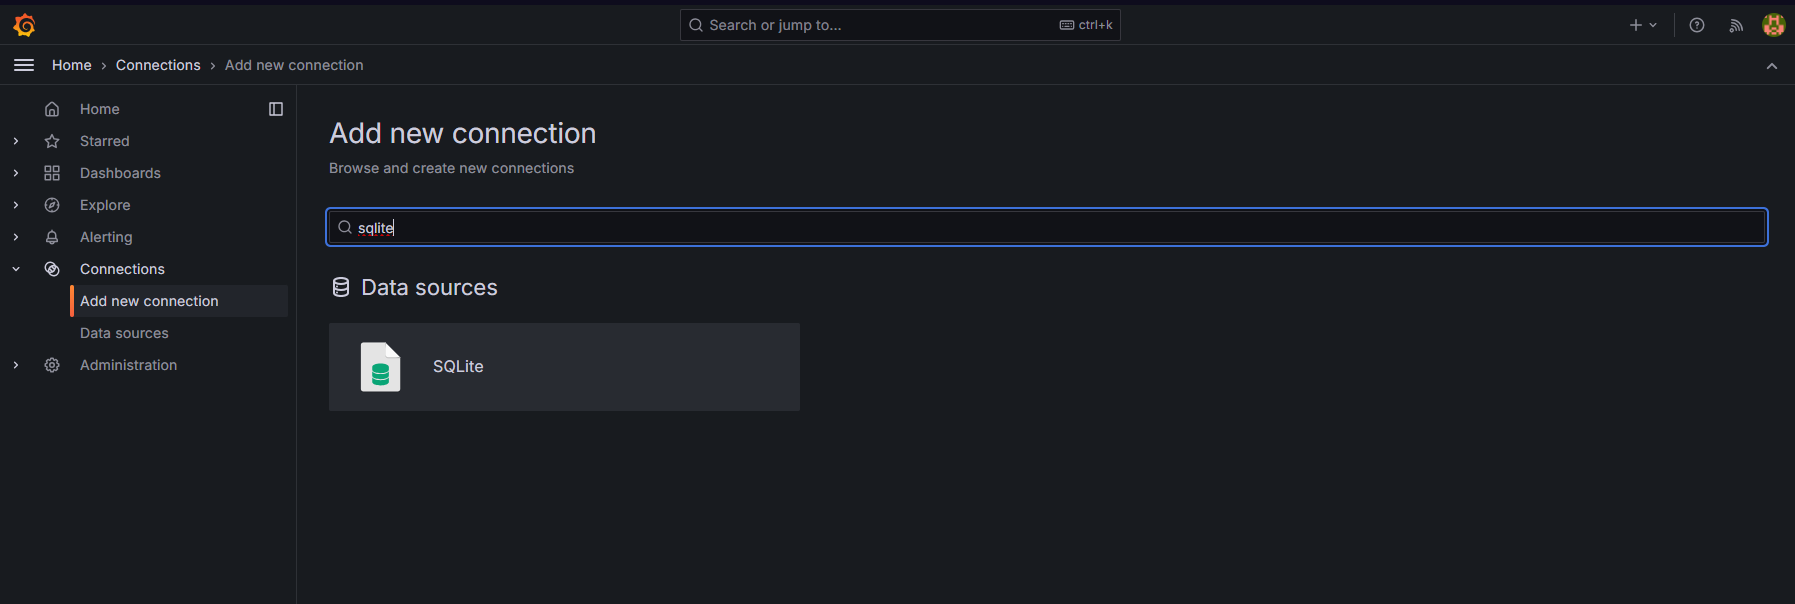 Search or jump to...
ctrl+k
Home › Connections › Add new connection
Home
Starred
Dashboards
Explore
Alerting
Connections
Add new connection
Data sources
Administration
Add new connection
Browse and create new connections
sqlite
Data sources
SQLite